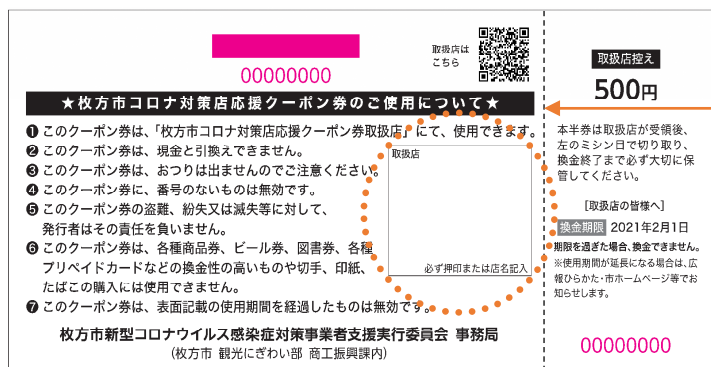 取扱店は
こちら
00000000
★枚方市コロナ対策店応援クーポン券のご使用について★
❶ このクーポン券は、「枚方市コロナ対策店応援クーポン券取扱店」にて、使用できます。
❷ このクーポン券は、現金と引換えできません。
❸ このクーポン券は、おつりは出ませんのでご注意ください。
❹ このクーポン券に、番号のないものは無効です。
❺ このクーポン券の盗難、紛失又は滅失等に対して、
発行者はその責任を負いません。
❻ このクーポン券は、各種商品券、ビール券、図書券、各種
プリペイドカードなどの換金性の高いものや切手、印紙、
たばこの購入には使用できません。
❼ このクーポン券は、表面記載の使用期間を経過したものは無効です。
取扱店
必ず押印または店名記入
枚方市新型コロナウイルス感染症対策事業者支援実行委員会 事務局
(枚方市 観光にぎわい部 商工振興課内)
取扱店控え
500円
本半券は取扱店が受領後、
左のミシン目で切り取り、
換金終了まで必ず大切に保
管してください。
[取扱店の皆様へ]
換金期限 2021年2月1日
期限を過ぎた場合、換金できません。
※使用期間が延長になる場合は、広
報ひらかた・市ホームページ等でお
知らせします。
00000000